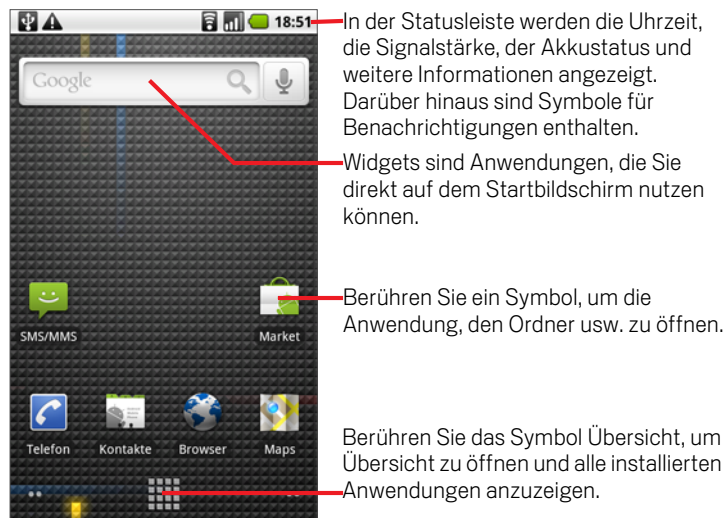 18:51
In der Statusleiste werden die Uhrzeit,
die Signalstärke, der Akkustatus und
weitere Informationen angezeigt.
Darüber hinaus sind Symbole für
Benachrichtigungen enthalten.
Google
Widgets sind Anwendungen, die Sie
direkt auf dem Startbildschirm nutzen
können.
SMS/MMS
Market
Berühren Sie ein Symbol, um die
Anwendung, den Ordner usw. zu öffnen.
Telefon Kontakte Browser Maps
Berühren Sie das Symbol Übersicht, um
Übersicht zu öffnen und alle installierten
Anwendungen anzuzeigen.